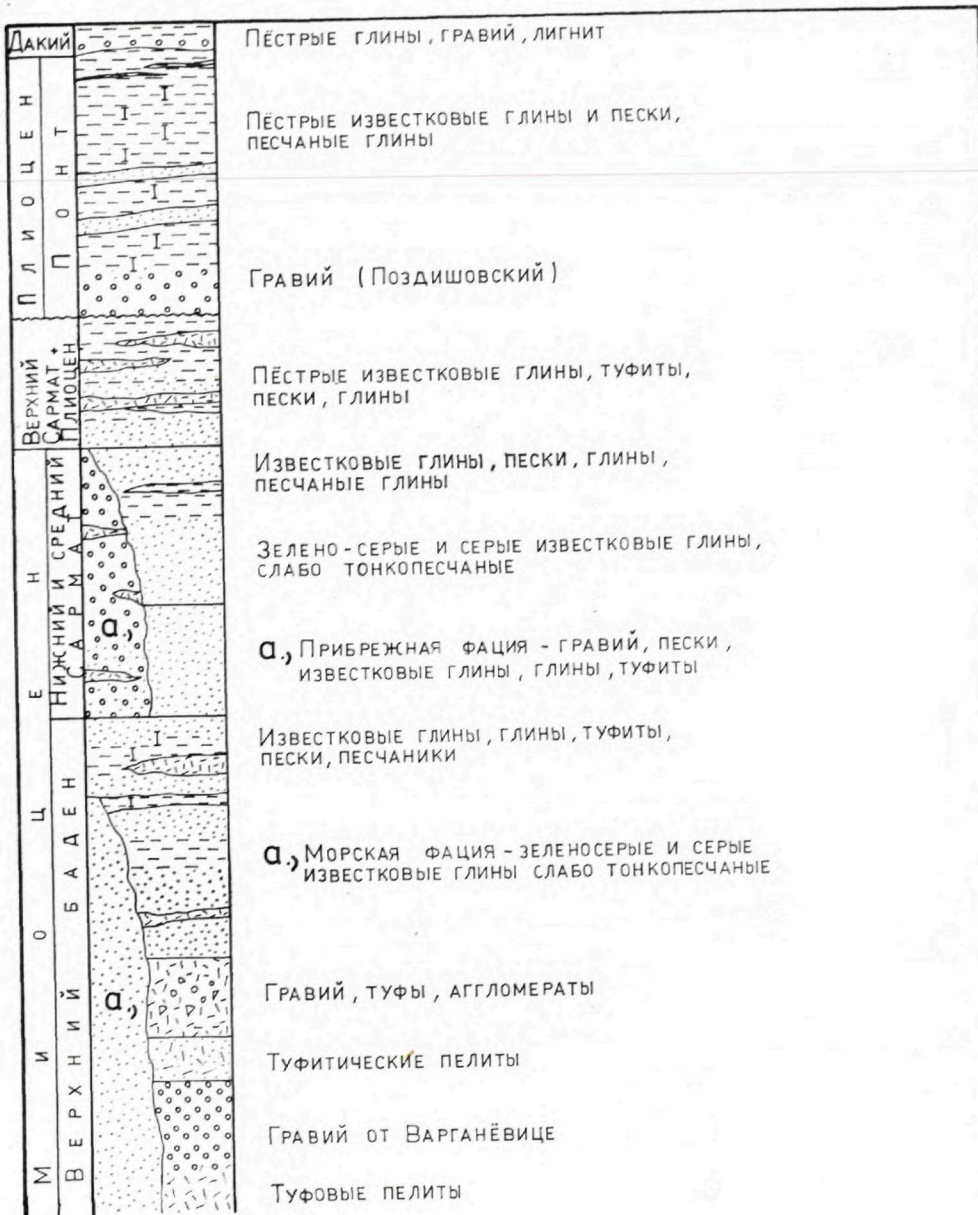 Дакий
Пёстрые глины, гравий, лигнит
Плиоцен
Понт
Пёстрые известковые глины и пески,
песчаные глины
Гравий (Поздишовский)
Верхний
Сармат +
Плиоцен
Пёстрые известковые глины, туфиты,
пески, глины
Миоцен
Нижний и средний
Сармат
Известковые глины, пески, глины,
песчаные глины
Зелено-серые и серые известковые глины,
слабо тонкопесчаные
а.,
а., Прибрежная фация - гравий, пески,
известковые глины, глины, туфиты
Верхний баден
Известковые глины, глины, туфиты,
пески, песчаники
а., Морская фация - зеленосерые и серые
известковые глины слабо тонкопесчаные
а.,
Гравий, туфы, аггломераты
Туфитические пелиты
Гравий от Варганёвице
Туфовые пелиты